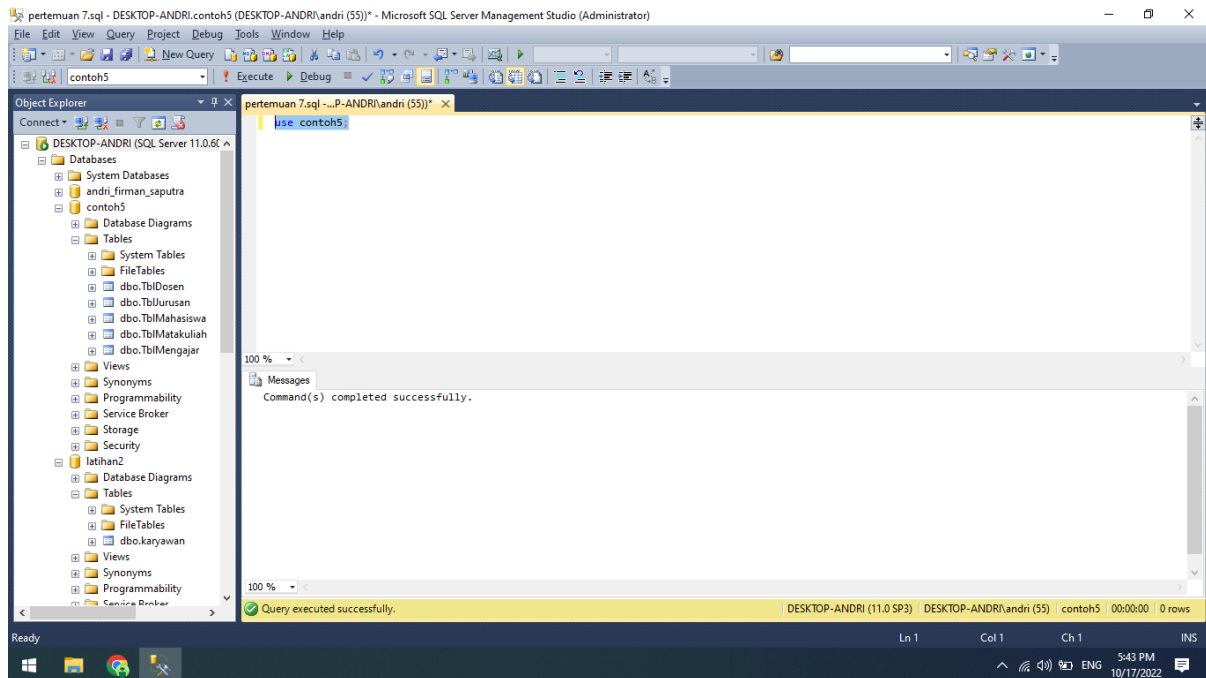 pertemuan 7.sql - DESKTOP-ANDRI.contoh5 (DESKTOP-ANDRI\andri (55))* - Microsoft SQL Server Management Studio (Administrator)
File Edit View Query Project Debug Tools Window Help
New Query
contoh5 Execute Debug
Object Explorer
pertemuan 7.sql -...P-ANDRI\andri (55))*
Connect
use contoh5;
DESKTOP-ANDRI (SQL Server 11.0.60
Databases
System Databases
andri_firman_saputra
contoh5
Database Diagrams
Tables
System Tables
FileTables
dbo.TblDosen
dbo.TblJurusan
dbo.TblMahasiswa
dbo.TblMatakuliah
dbo.TblMengajar
Views
Synonyms
Programmability
Service Broker
Storage
Security
latihan2
Database Diagrams
Tables
System Tables
FileTables
dbo.karyawan
Views
Synonyms
Programmability
Service Broker
100 %
Messages
Command(s) completed successfully.
100 %
Query executed successfully. DESKTOP-ANDRI (11.0 SP3) DESKTOP-ANDRI\andri (55) contoh5 00:00:00 0 rows
Ready Ln 1 Col 1 Ch 1 INS
ENG 5:43 PM
10/17/2022